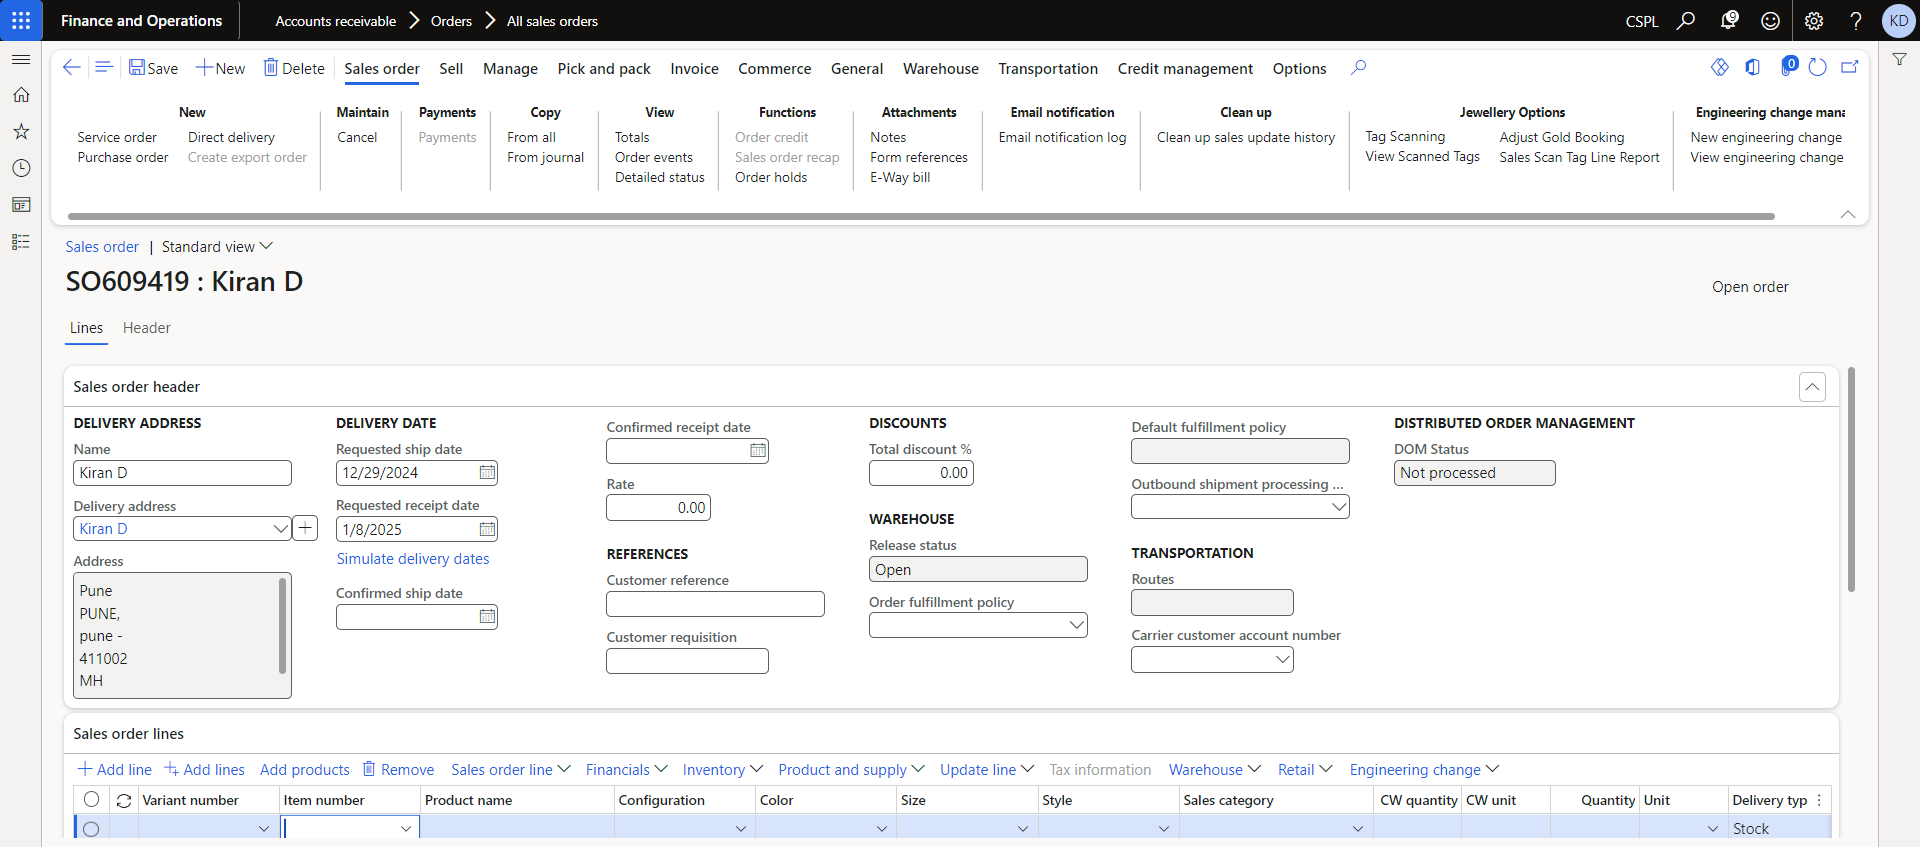 Finance and Operations
Accounts receivable
Orders
All sales orders
CSPL
9
KD
Save
New
Delete
Sales order
Sell
Manage
Pick and pack
Invoice
Commerce
General
Warehouse
Transportation
Credit management
Options
0
New
Service order
Direct delivery
Purchase order
Create export order
Maintain
Cancel
Payments
Payments
Copy
From all
From journal
View
Totals
Order events
Detailed status
Functions
Order credit
Sales order recap
Order holds
Attachments
Notes
Form references
E-Way bill
Email notification
Email notification log
Clean up
Clean up sales update history
Jewellery Options
Tag Scanning
Adjust Gold Booking
View Scanned Tags
Sales Scan Tag Line Report
Engineering change mana
New engineering change
View engineering change
Sales order | Standard view
SO609419 : Kiran D
Open order
Lines
Header
Sales order header
DELIVERY ADDRESS
Name
Kiran D
Delivery address
Kiran D
Address
Pune
PUNE,
pune -
411002
MH
DELIVERY DATE
Requested ship date
12/29/2024
Requested receipt date
1/8/2025
Simulate delivery dates
Confirmed ship date
Confirmed receipt date
Rate
0.00
REFERENCES
Customer reference
Customer requisition
DISCOUNTS
Total discount %
0.00
WAREHOUSE
Release status
Open
Order fulfillment policy
Default fulfillment policy
Outbound shipment processing ...
TRANSPORTATION
Routes
Carrier customer account number
DISTRIBUTED ORDER MANAGEMENT
DOM Status
Not processed
Sales order lines
Add line
Add lines
Add products
Remove
Sales order line
Financials
Inventory
Product and supply
Update line
Tax information
Warehouse
Retail
Engineering change
Variant number
Item number
Product name
Configuration
Color
Size
Style
Sales category
CW quantity
CW unit
Quantity
Unit
Delivery typ
Stock